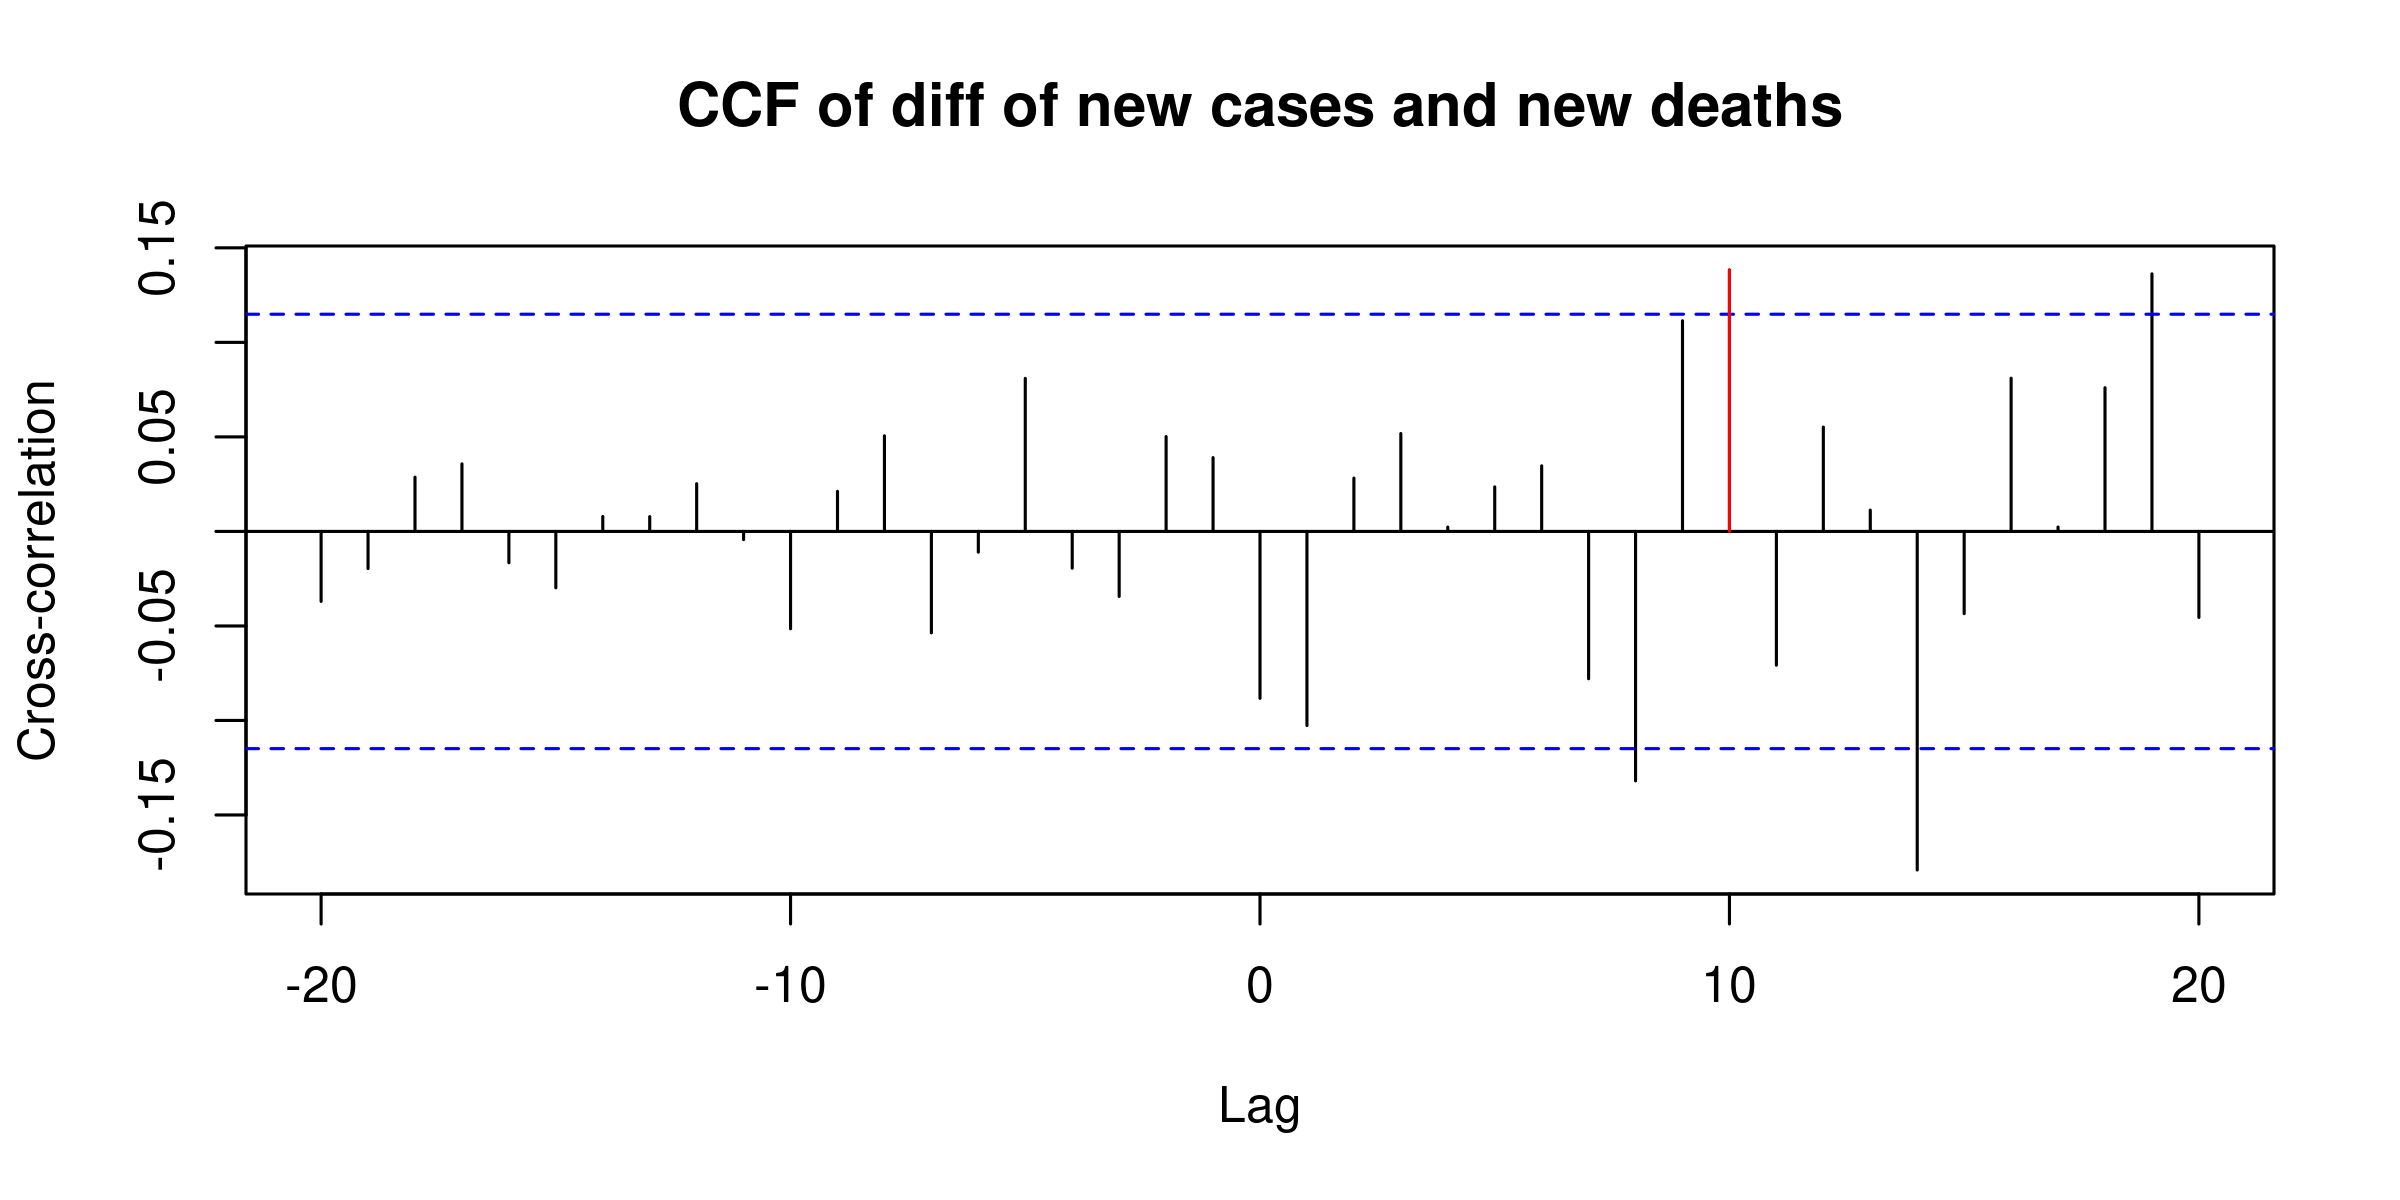 CCF of diff of new cases and new deaths
Cross-correlation
0.15
0.05
-0.05
-0.15
-20 -10 0 10 20
Lag